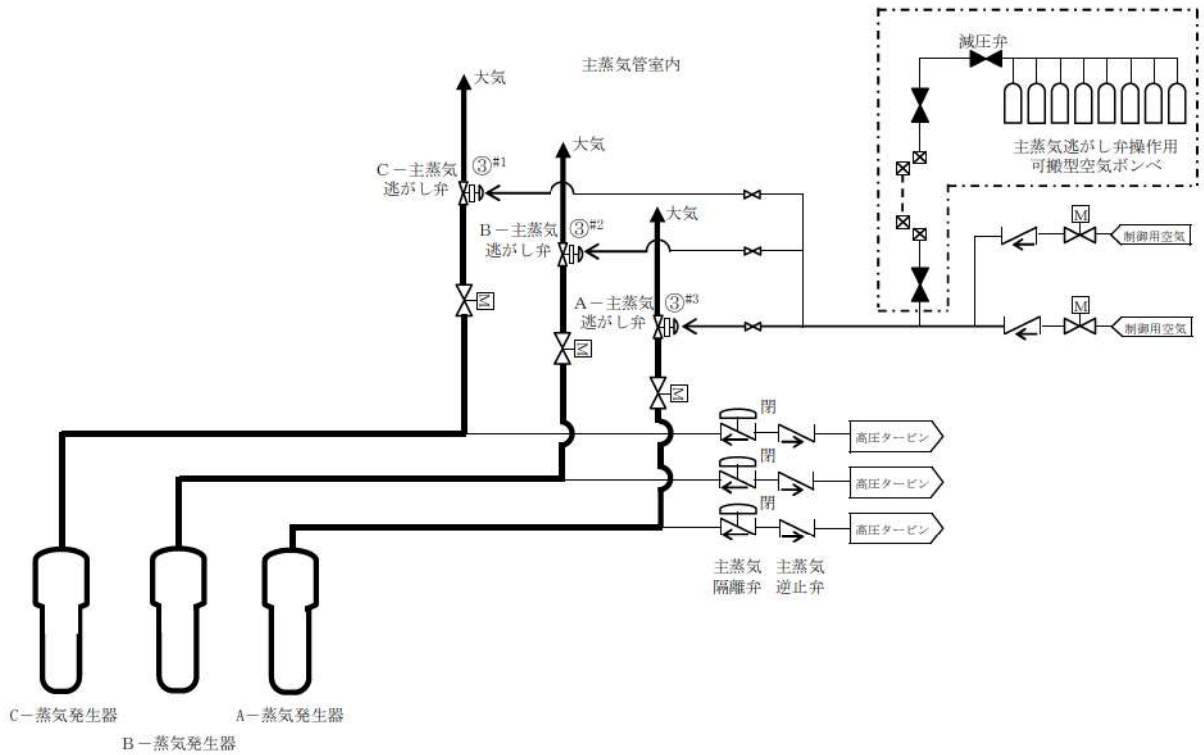 減圧弁
主蒸気管室内
大気
主蒸気逃がし弁操作用
可搬型空気ボンベ
大気
C－主蒸気
逃がし弁
③#1
大気
M
制御用空気
B－主蒸気
逃がし弁
③#2
A－主蒸気
逃がし弁
③#3
M
M
制御用空気
M
M
閉
高圧タービン
閉
高圧タービン
閉
高圧タービン
主蒸気
隔離弁
主蒸気
逆止弁
C－蒸気発生器
A－蒸気発生器
B－蒸気発生器